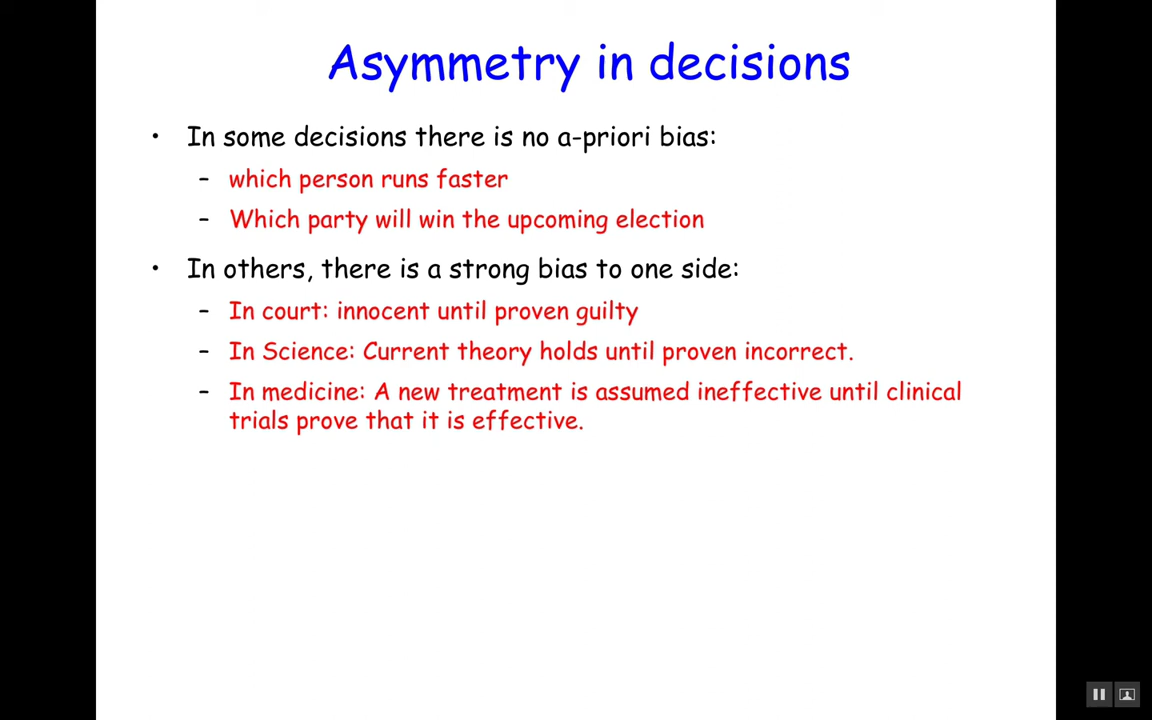 Asymmetry in decisions
• In some decisions there is no a-priori bias:
– which person runs faster
– Which party will win the upcoming election
• In others, there is a strong bias to one side:
– In court: innocent until proven guilty
– In Science: Current theory holds until proven incorrect.
– In medicine: A new treatment is assumed ineffective until clinical
trials prove that it is effective.